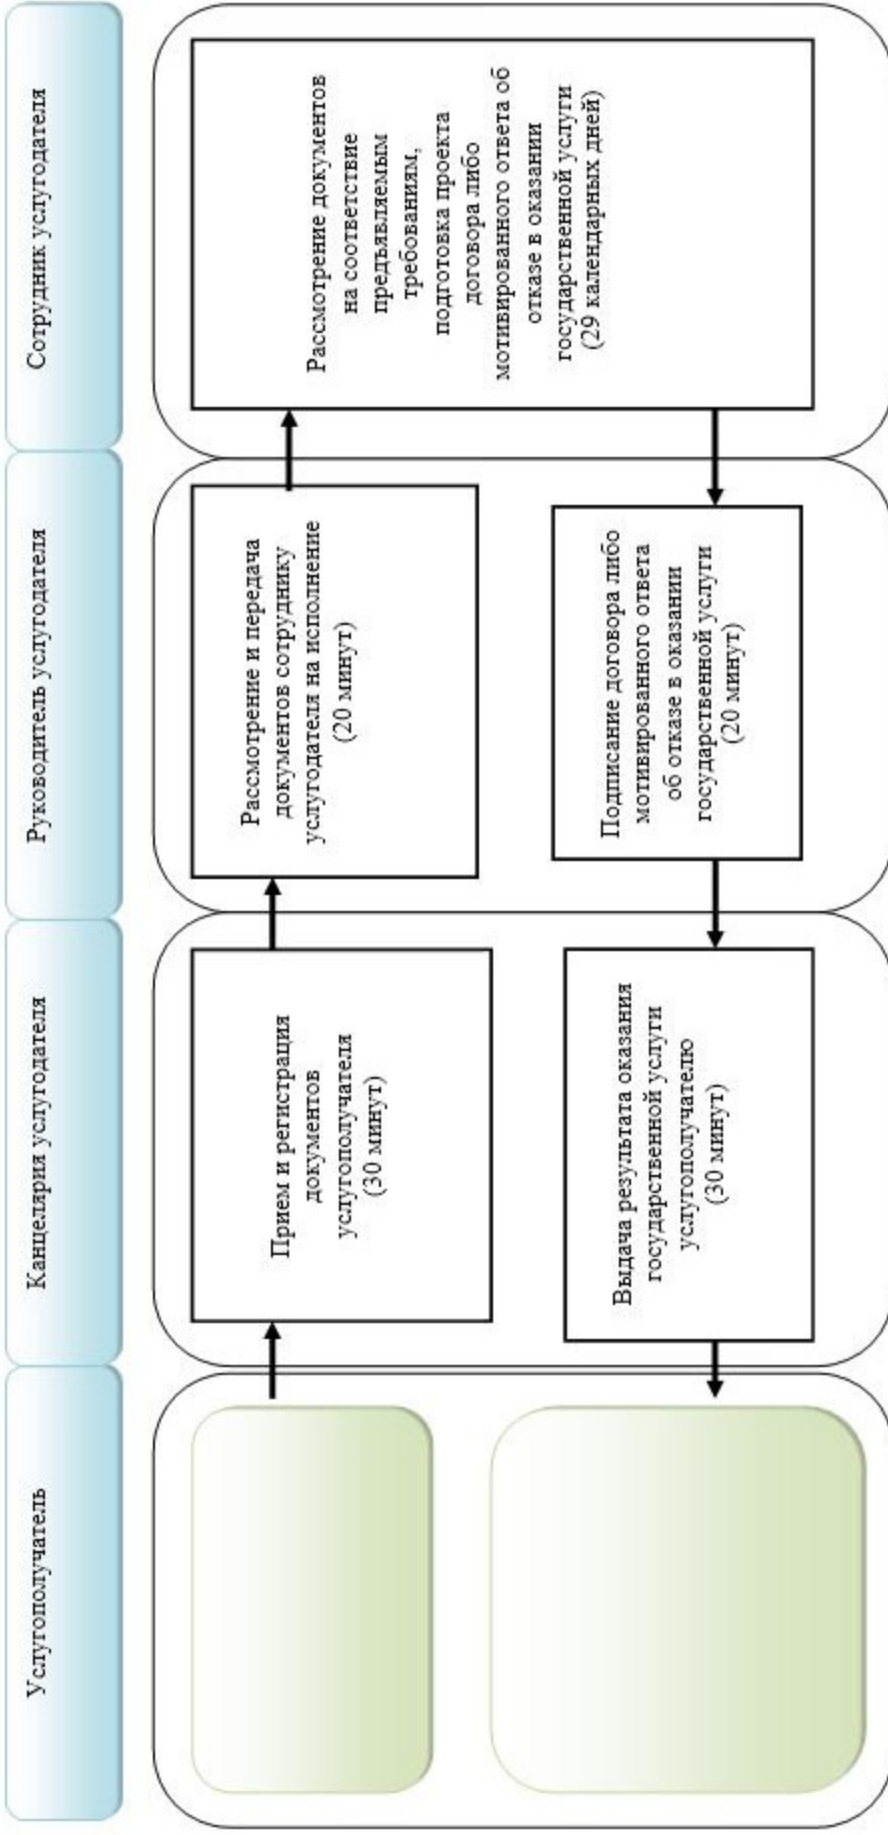 Услугополучатель
Канцелярия услугодателя
Руководитель услугодателя
Сотрудник услугодателя
Прием и регистрация
документов
услугополучателя
(30 минут)
Рассмотрение и передача
документов сотруднику
услугодателя на исполнение
(20 минут)
Рассмотрение документов
на соответствие
предъявляемым
требованиям,
подготовка проекта
договора либо
мотивированного ответа об
отказе в оказании
государственной услуги
(29 календарных дней)
Подписание договора либо
мотивированного ответа
об отказе в оказании
государственной услуги
(20 минут)
Выдача результата оказания
государственной услуги
услугополучателю
(30 минут)